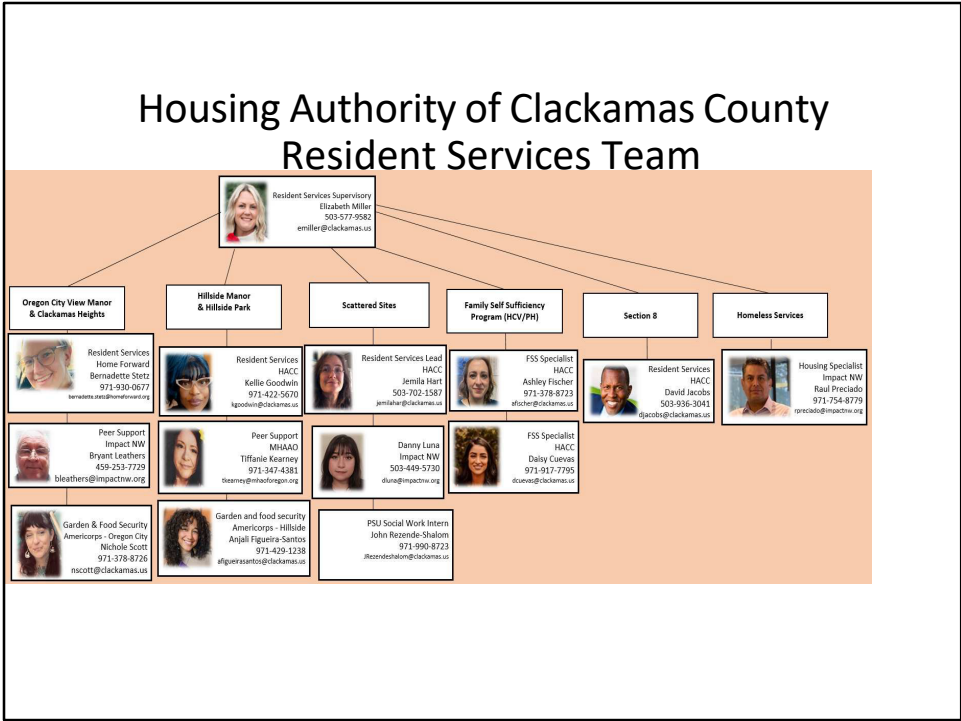 Housing Authority of Clackamas County
Resident Services Team
Resident Services Supervisory
Elizabeth Miller
503-577-9582
emiller@clackamas.us
Oregon City View Manor
& Clackamas Heights
Hillside Manor
& Hillside Park
Scattered Sites
Family Self Sufficiency
Program (HCV/PH)
Section 8
Homeless Services
Resident Services
Home Forward
Bernadette Stetz
971-930-0677
bernadette.stetz@homeforward.org
Resident Services
HACC
Kellie Goodwin
971-422-5670
kgoodwin@clackamas.us
Resident Services Lead
HACC
Jemila Hart
503-702-1587
jemilahar@clackamas.us
FSS Specialist
HACC
Ashley Fischer
971-378-8723
afischer@clackamas.us
Resident Services
HACC
David Jacobs
503-936-3041
djacobs@clackamas.us
Housing Specialist
Impact NW
Raul Preciado
971-754-8779
rpreciado@impactnw.org
Peer Support
Impact NW
Bryant Leathers
459-253-7729
bleathers@impactnw.org
Peer Support
MHAAO
Tiffanie Kearney
971-347-4381
tkearney@mhaoforegon.org
Danny Luna
Impact NW
503-449-5730
dluna@impactnw.org
FSS Specialist
HACC
Daisy Cuevas
971-917-7795
dcuevas@clackamas.us
Garden & Food Security
Americorps - Oregon City
Nichole Scott
971-378-8726
nscott@clackamas.us
Garden and food security
Americorps - Hillside
Anjali Figueira-Santos
971-429-1238
afigueirasantos@clackamas.us
PSU Social Work Intern
John Rezende-Shalom
971-990-8723
JRezendeshalom@clackamas.us